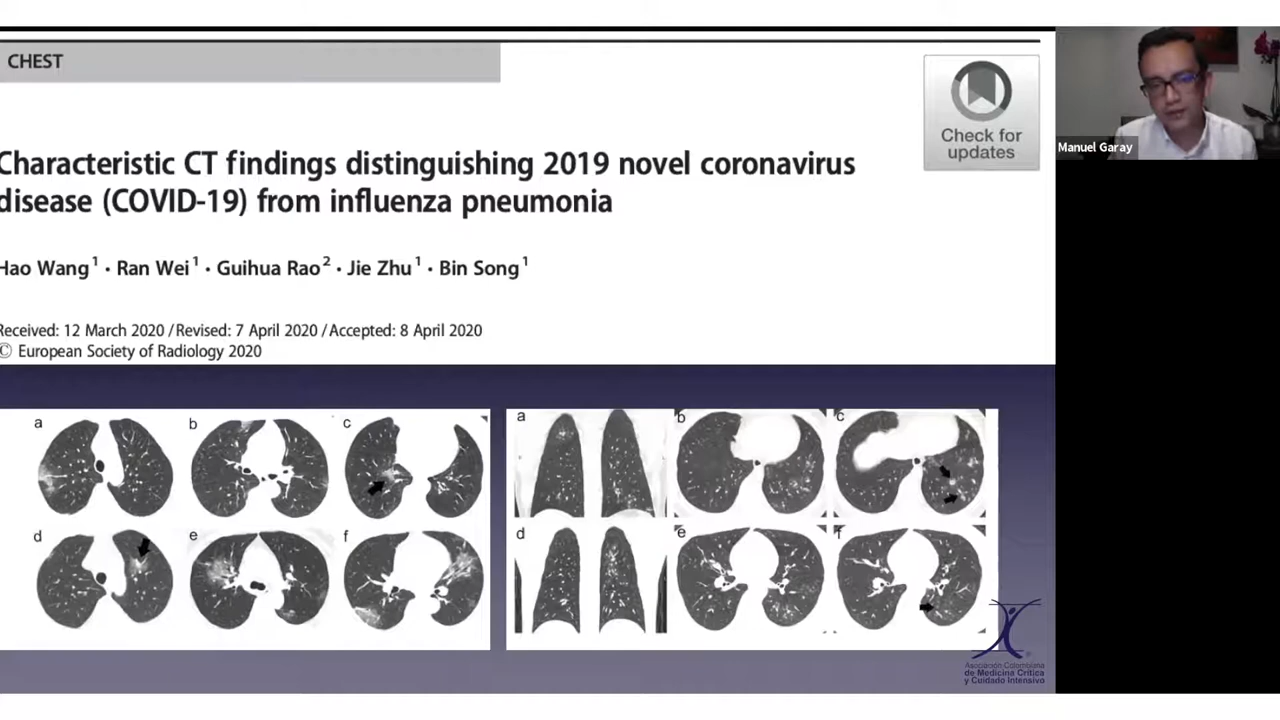 CHEST
Check for
updates
Manuel Garay
Characteristic CT findings distinguishing 2019 novel coronavirus
disease (COVID-19) from influenza pneumonia
Hao Wang 1 · Ran Wei 1 · Guihua Rao 2 · Jie Zhu 1 · Bin Song 1
Received: 12 March 2020 / Revised: 7 April 2020 / Accepted: 8 April 2020
© European Society of Radiology 2020
a b c
d e f
a b c
d e f
Asociación Colombiana
de Medicina Crítica
y Cuidado Intensivo